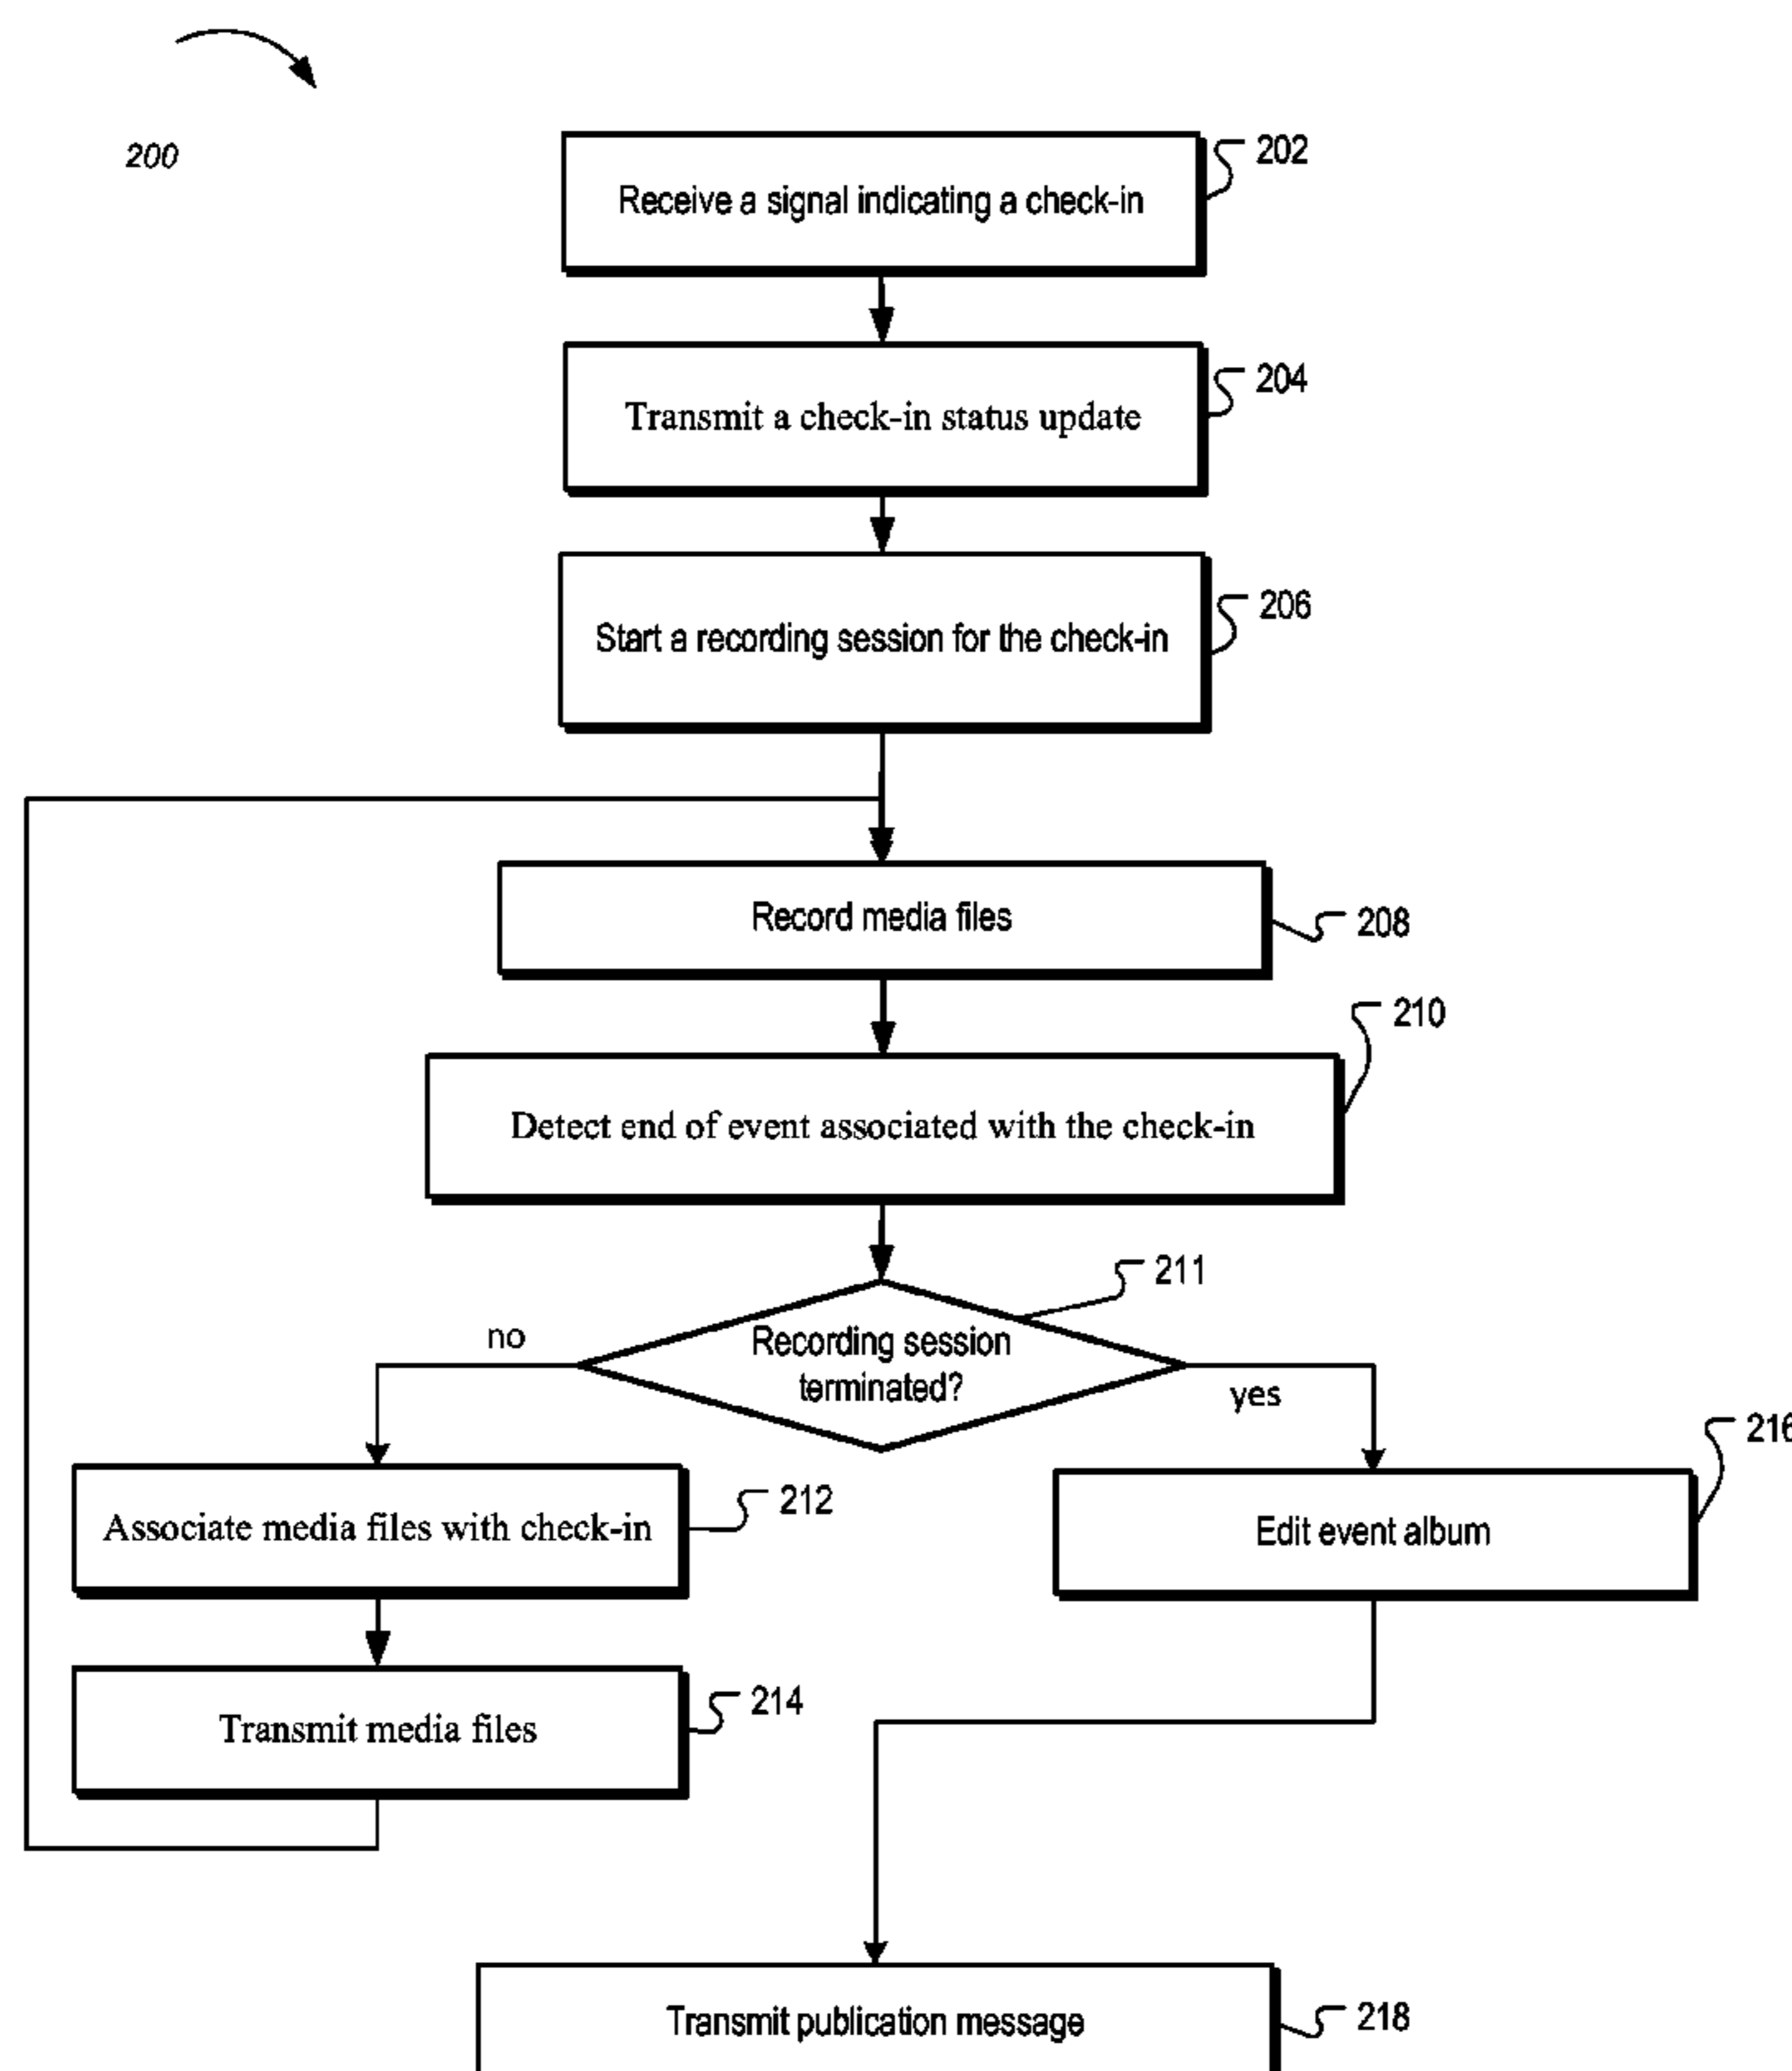 200
Receive a signal indicating a check-in
202
Transmit a check-in status update
204
Start a recording session for the check-in
206
Record media files
208
Detect end of event associated with the check-in
210
Recording session
terminated?
211
no
yes
Associate media files with check-in
212
Edit event album
216
Transmit media files
214
Transmit publication message
218